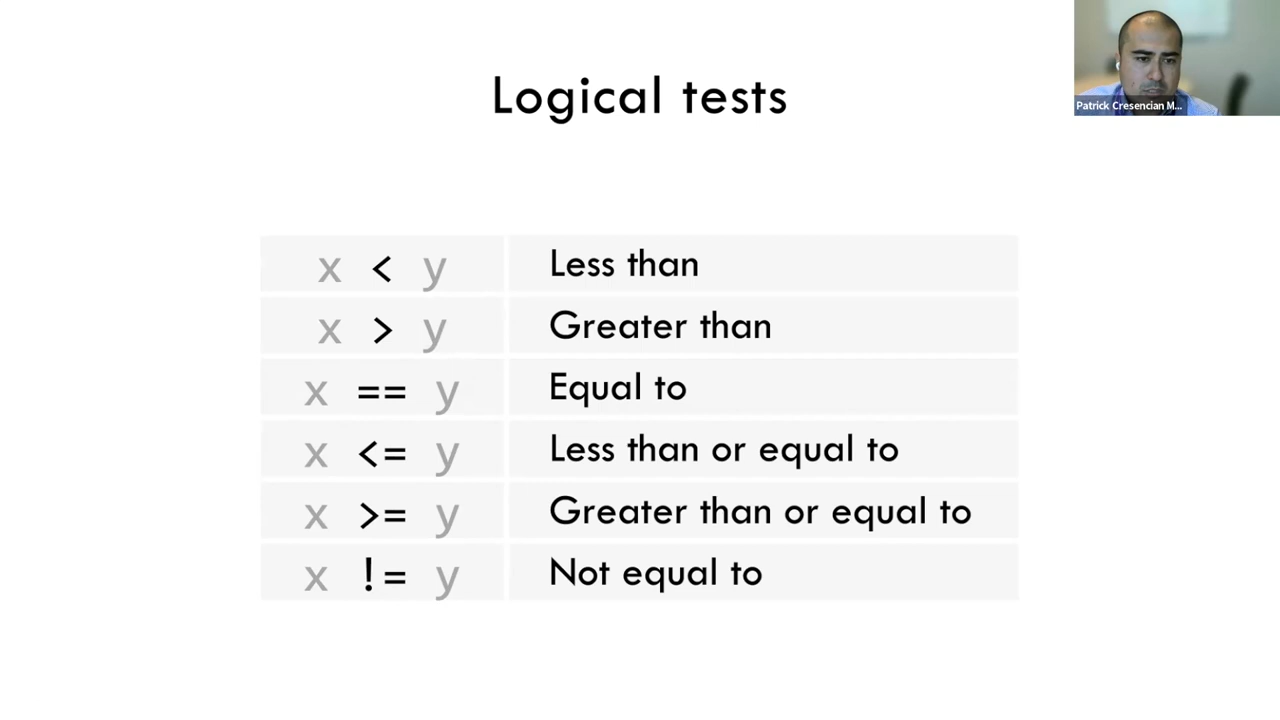 Logical tests
Patrick Cresencian M...
x < y Less than
x > y Greater than
x == y Equal to
x <= y Less than or equal to
x >= y Greater than or equal to
x != y Not equal to